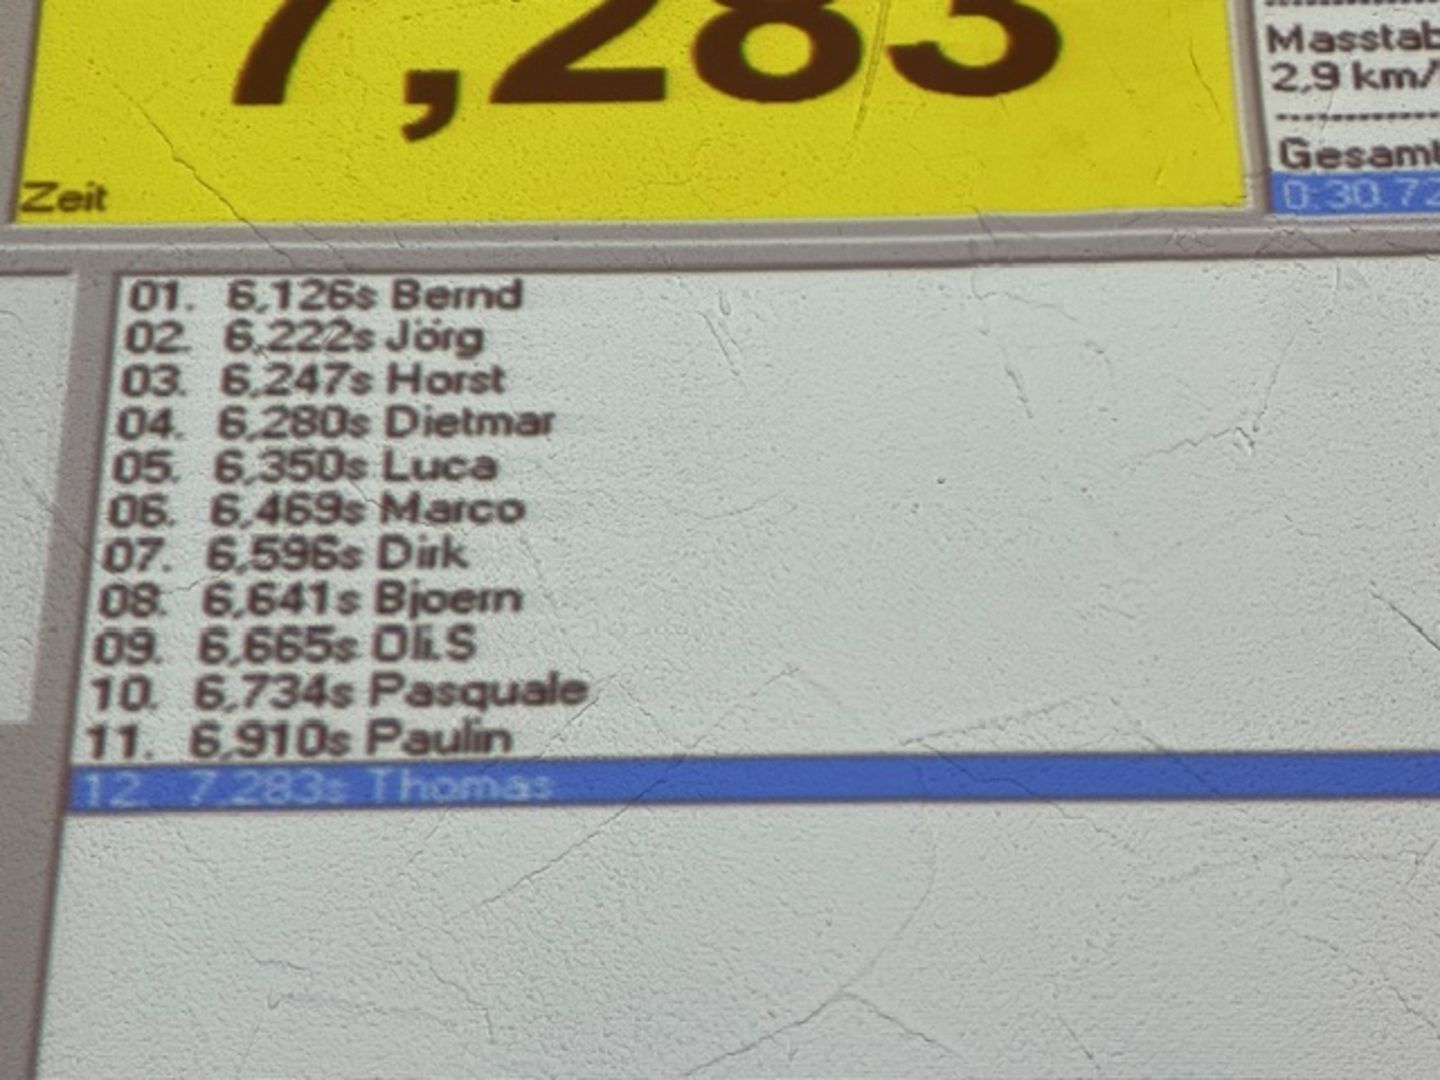 7,283
Zeit
Masstab
2,9 km/
Gesamt
0:30.72
01. 6,126s Bernd
02. 6,222s Jörg
03. 6,247s Horst
04. 6,280s Dietmar
05. 6,350s Luca
06. 6,469s Marco
07. 6,596s Dirk
08. 6,641s Bjoern
09. 6,665s Oli.S
10. 6,734s Pasquale
11. 6,910s Paulin
12. 7,283s Thomas